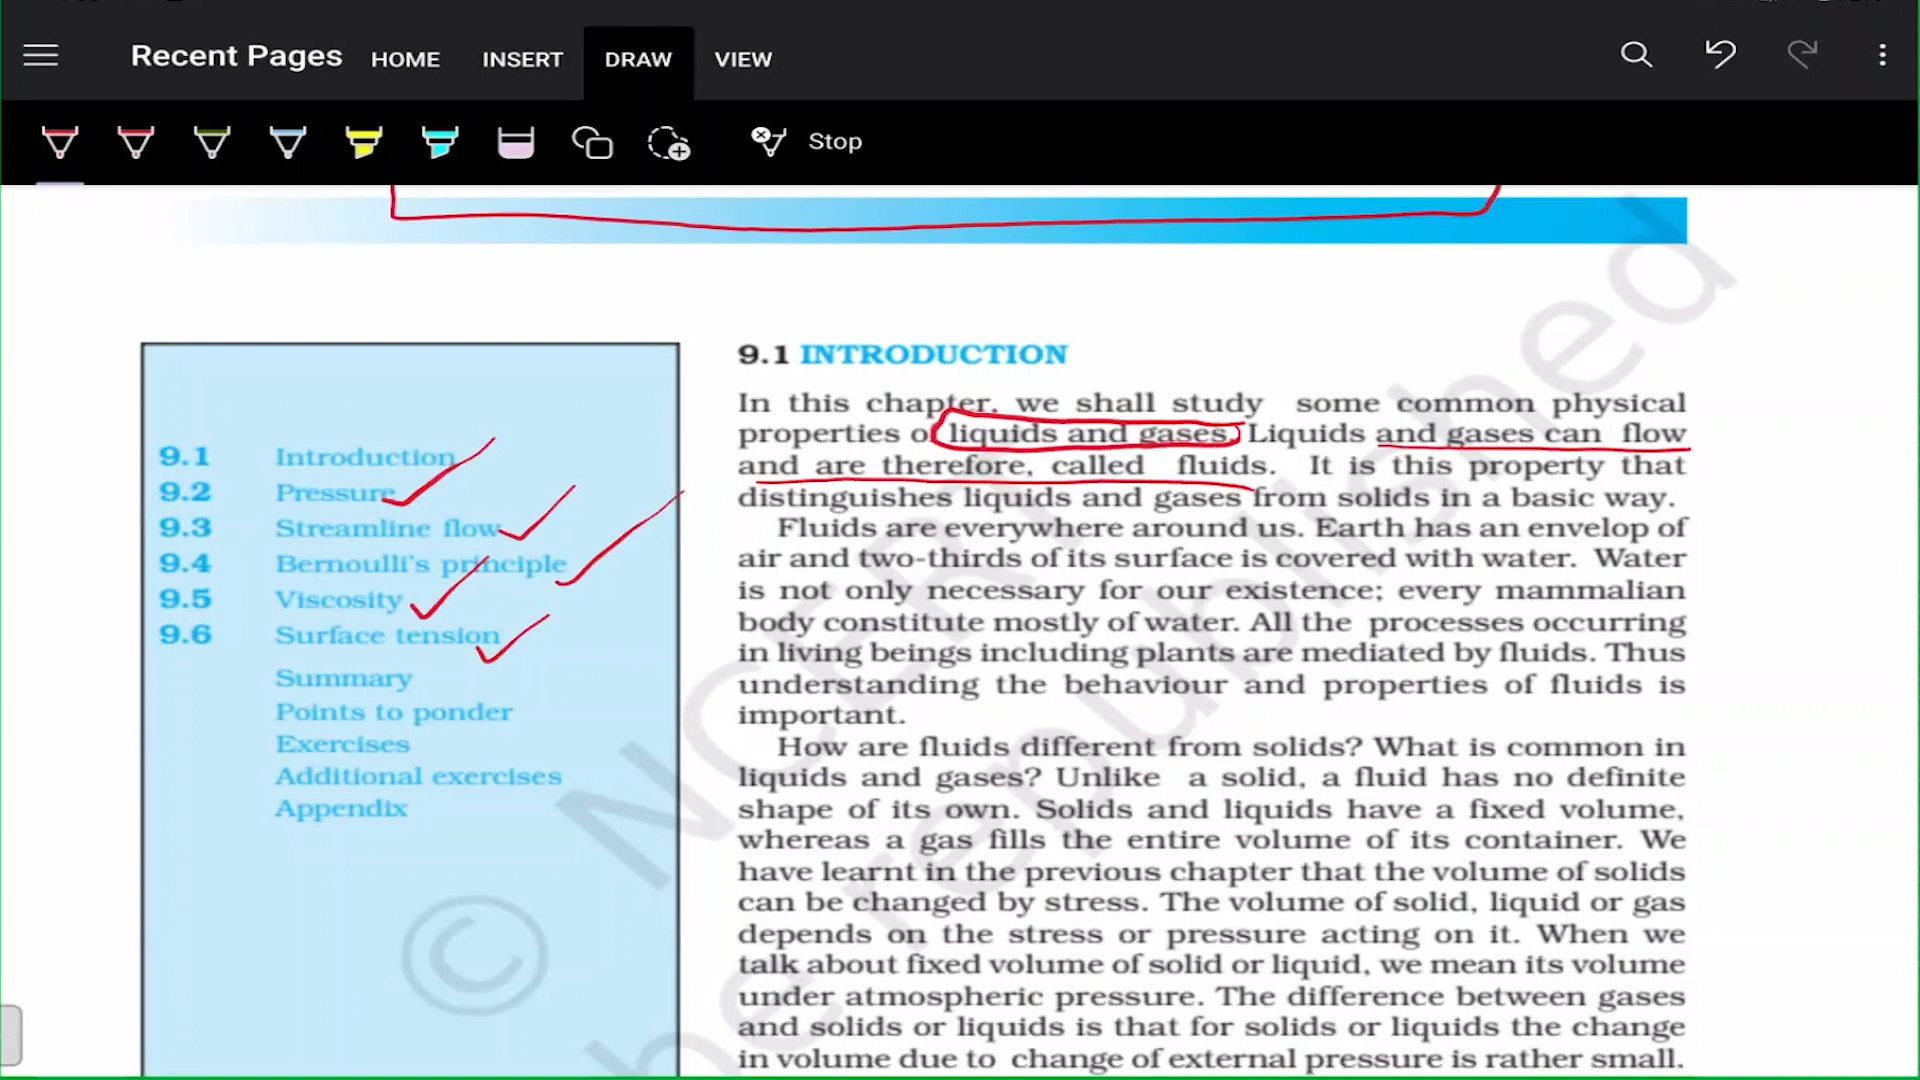 Recent Pages HOME INSERT DRAW VIEW
Stop
9.1 Introduction
9.2 Pressure
9.3 Streamline flow
9.4 Bernoulli's principle
9.5 Viscosity
9.6 Surface tension
Summary
Points to ponder
Exercises
Additional exercises
Appendix
9.1 INTRODUCTION
In this chapter, we shall study some common physical
properties of liquids and gases. Liquids and gases can flow
and are therefore, called fluids. It is this property that
distinguishes liquids and gases from solids in a basic way.
Fluids are everywhere around us. Earth has an envelop of
air and two-thirds of its surface is covered with water. Water
is not only necessary for our existence; every mammalian
body constitute mostly of water. All the processes occurring
in living beings including plants are mediated by fluids. Thus
understanding the behaviour and properties of fluids is
important.
How are fluids different from solids? What is common in
liquids and gases? Unlike a solid, a fluid has no definite
shape of its own. Solids and liquids have a fixed volume,
whereas a gas fills the entire volume of its container. We
have learnt in the previous chapter that the volume of solids
can be changed by stress. The volume of solid, liquid or gas
depends on the stress or pressure acting on it. When we
talk about fixed volume of solid or liquid, we mean its volume
under atmospheric pressure. The difference between gases
and solids or liquids is that for solids or liquids the change
in volume due to change of external pressure is rather small.
© NCERT
be republished